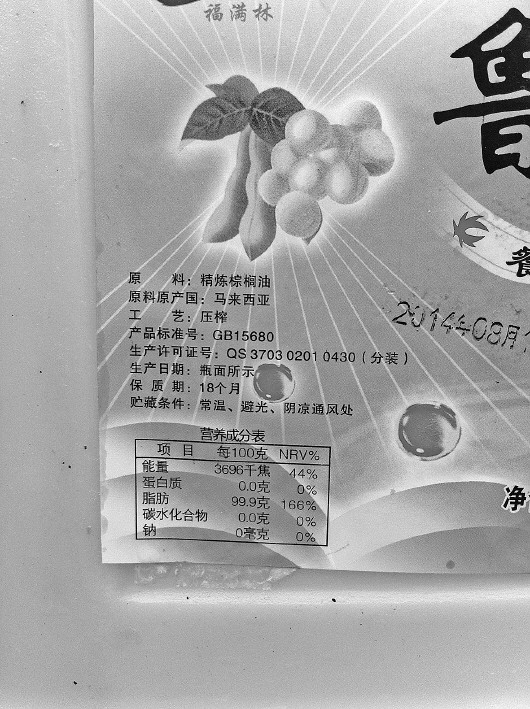 福满林
鲁
餐
原 料：精炼棕榈油
原料原产国：马来西亚
工 艺：压榨
产品标准号：GB15680
生产许可证号：QS 3703 0201 0430（分装）
生产日期：瓶面所示
保 质 期：18个月
贮藏条件：常温、避光、阴凉通风处
2014年08月
营养成分表
项 目 每100克 NRV%
能量 3696千焦 44%
蛋白质 0.0克 0%
脂肪 99.9克 166%
碳水化合物 0.0克 0%
钠 0毫克 0%
净